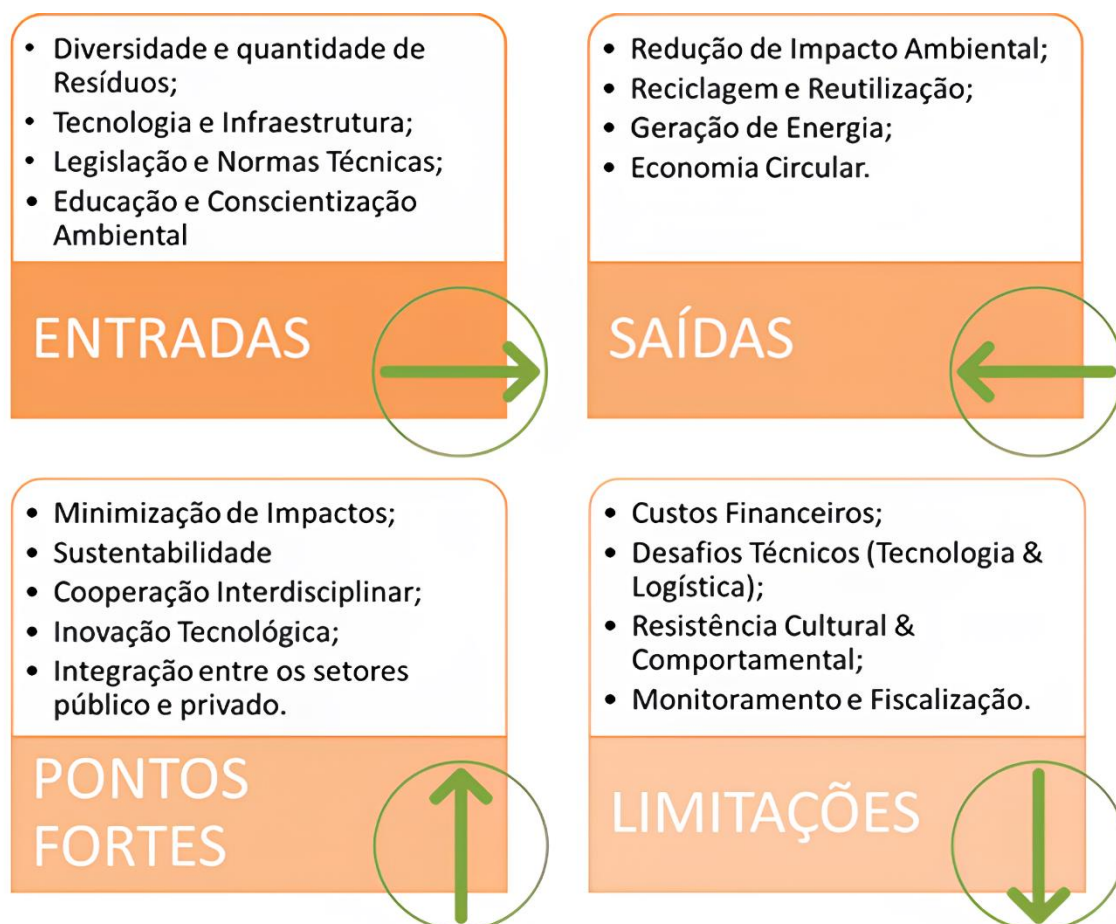 • Diversidade e quantidade de
Resíduos;
• Tecnologia e Infraestrutura;
• Legislação e Normas Técnicas;
• Educação e Conscientização
Ambiental
ENTRADAS
• Redução de Impacto Ambiental;
• Reciclagem e Reutilização;
• Geração de Energia;
• Economia Circular.
SAÍDAS
• Minimização de Impactos;
• Sustentabilidade
• Cooperação Interdisciplinar;
• Inovação Tecnológica;
• Integração entre os setores
público e privado.
PONTOS
FORTES
• Custos Financeiros;
• Desafios Técnicos (Tecnologia &
Logística);
• Resistência Cultural &
Comportamental;
• Monitoramento e Fiscalização.
LIMITAÇÕES